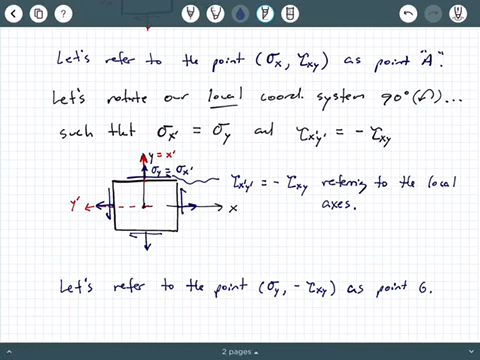 Let's refer to the point (σx, τxy) as point "A".
Let's rotate our local coord. system 90° (↶)...
such that σx' = σy and τx'y' = -τxy
y = x'
σy = σx'
τx'y' = -τxy referring to the local
axes.
y'
x
Let's refer to the point (σy, -τxy) as point G.
2 pages